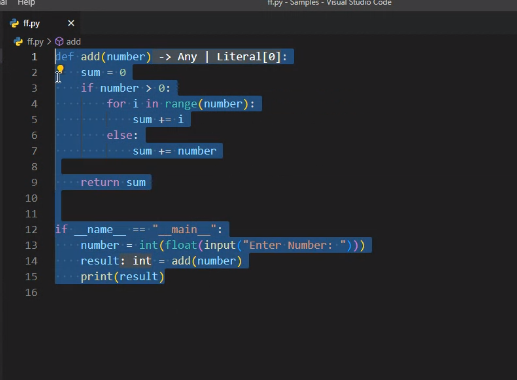 al Help
ff.py - Samples - Visual Studio Code
ff.py ×
ff.py > add
1 def add(number) -> Any | Literal[0]:
2     sum = 0
3     if number > 0:
4         for i in range(number):
5             sum += i
6         else:
7             sum += number
8
9     return sum
10
11
12 if __name__ == "__main__":
13     number = int(float(input("Enter Number: ")))
14     result: int = add(number)
15     print(result)
16